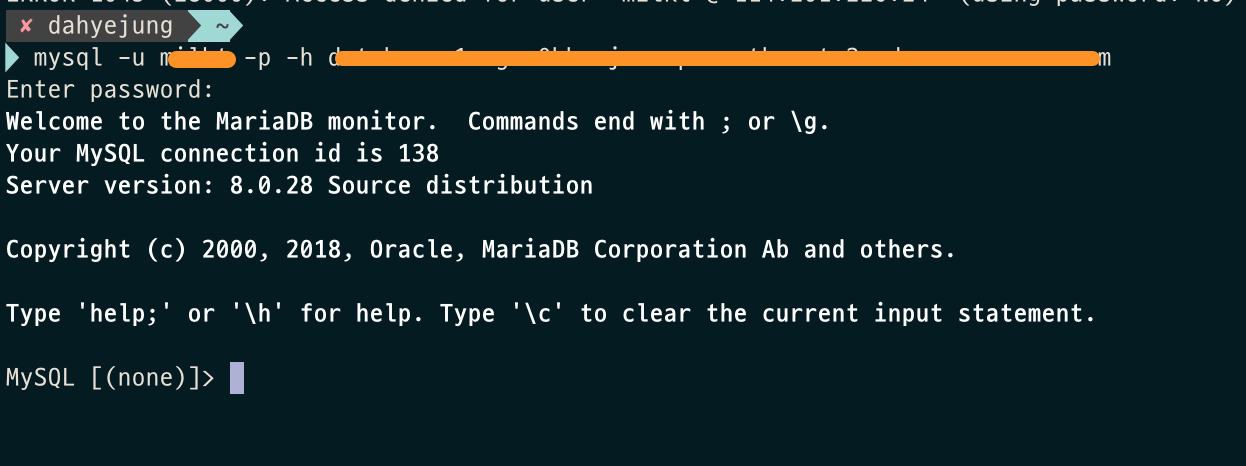 ✘ dahyejung ~
mysql -u -p -h
Enter password:
Welcome to the MariaDB monitor.  Commands end with ; or \g.
Your MySQL connection id is 138
Server version: 8.0.28 Source distribution
Copyright (c) 2000, 2018, Oracle, MariaDB Corporation Ab and others.
Type 'help;' or '\h' for help. Type '\c' to clear the current input statement.
MySQL [(none)]>